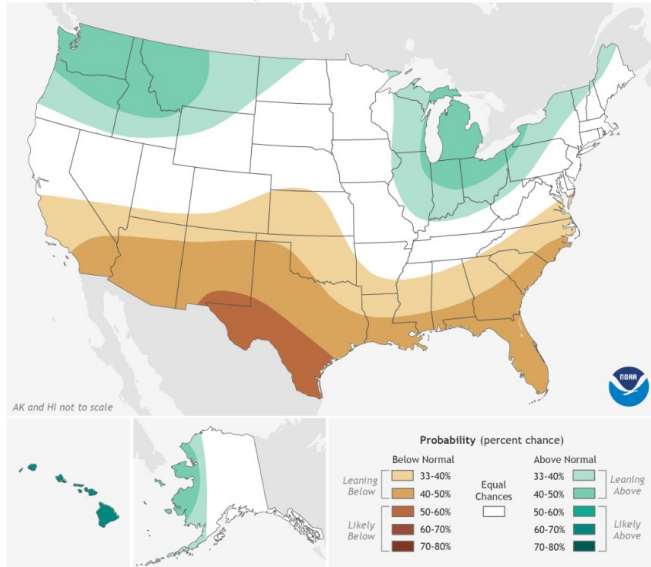 AK and HI not to scale
NOAA
Probability (percent chance)
Below Normal
Above Normal
Leaning Below
33-40%
40-50%
Likely Below
50-60%
60-70%
70-80%
Equal Chances
33-40%
40-50%
Leaning Above
50-60%
60-70%
70-80%
Likely Above